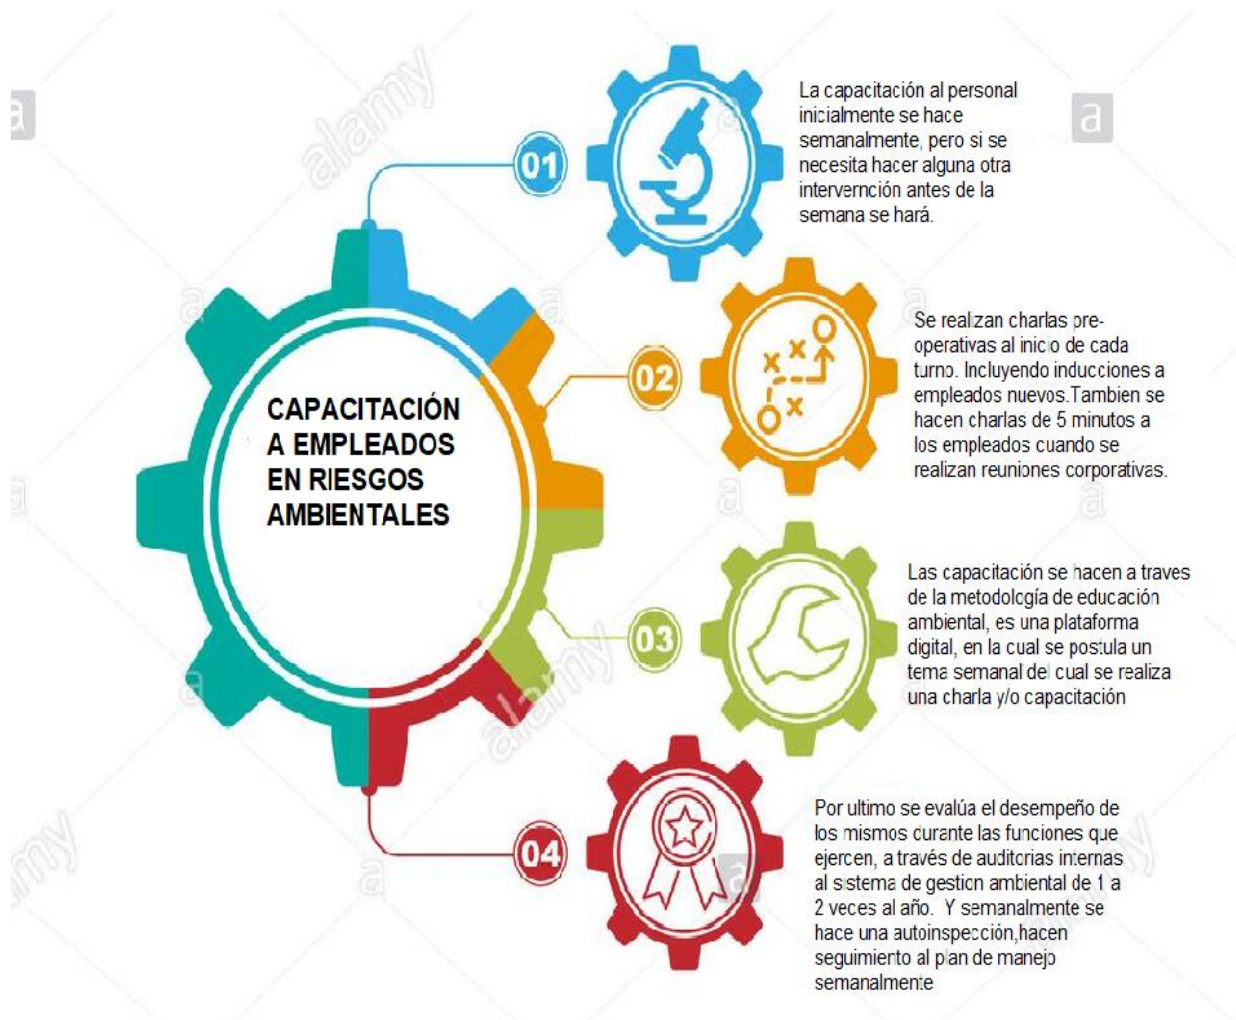 CAPACITACIÓN
A EMPLEADOS
EN RIESGOS
AMBIENTALES
01
La capacitación al personal
inicialmente se hace
semanalmente, pero si se
necesita hacer alguna otra
intervernción antes de la
semana se hará.
02
Se realizan charlas pre-
operativas al inicio de cada
turno. Incluyendo inducciones a
empleados nuevos.Tambien se
hacen charlas de 5 minutos a
los empleados cuando se
realizan reuniones corporativas.
03
Las capacitación se hacen a traves
de la metodología de educación
ambiental, es una plataforma
digital, en la cual se postula un
tema semanal del cual se realiza
una charla y/o capacitación
04
Por ultimo se evalúa el desempeño de
los mismos durante las funciones que
ejercen, a través de auditorias internas
al sistema de gestion ambiental de 1 a
2 veces al año. Y semanalmente se
hace una autoinspección,hacen
seguimiento al plan de manejo
semanalmente
alamy
alamy
alamy
a
a
a
a
a
a
a
a
a
a